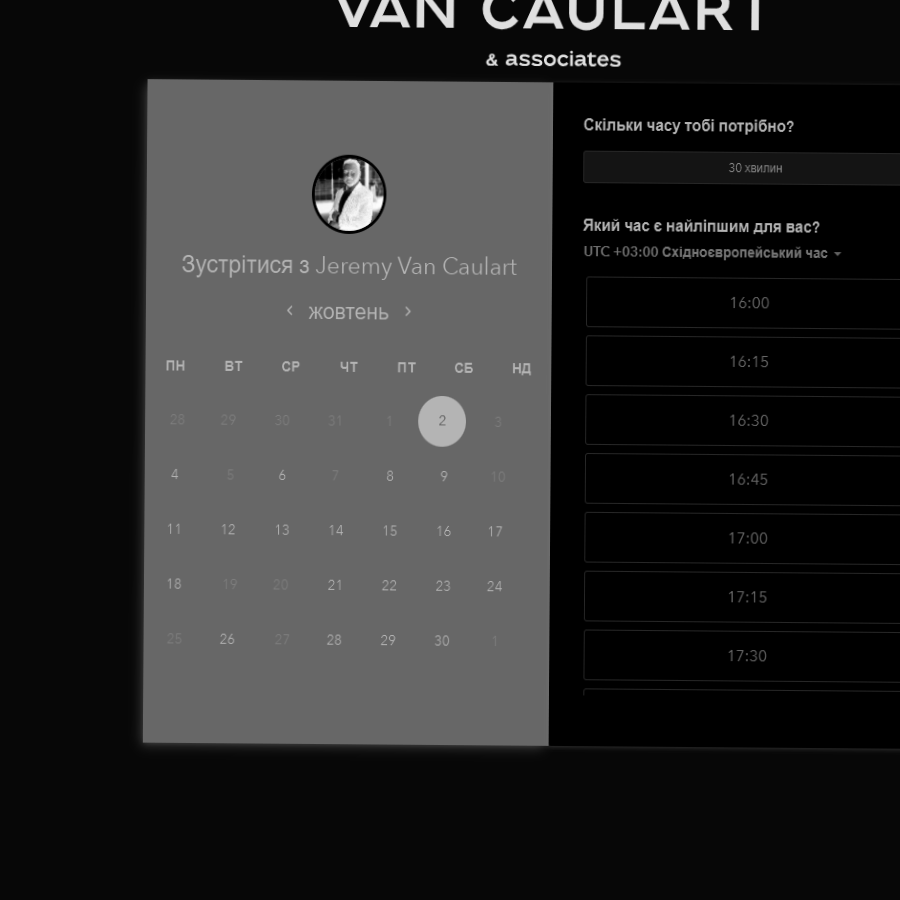 VAN CAULART
& associates
Зустрітися з Jeremy Van Caulart
жовтень
ПН ВТ СР ЧТ ПТ СБ НД
28 29 30 31 1 2 3
4 5 6 7 8 9 10
11 12 13 14 15 16 17
18 19 20 21 22 23 24
25 26 27 28 29 30 1
Скільки часу тобі потрібно?
30 хвилин
Який час є найліпшим для вас?
UTC +03:00 Східноєвропейський час
16:00
16:15
16:30
16:45
17:00
17:15
17:30